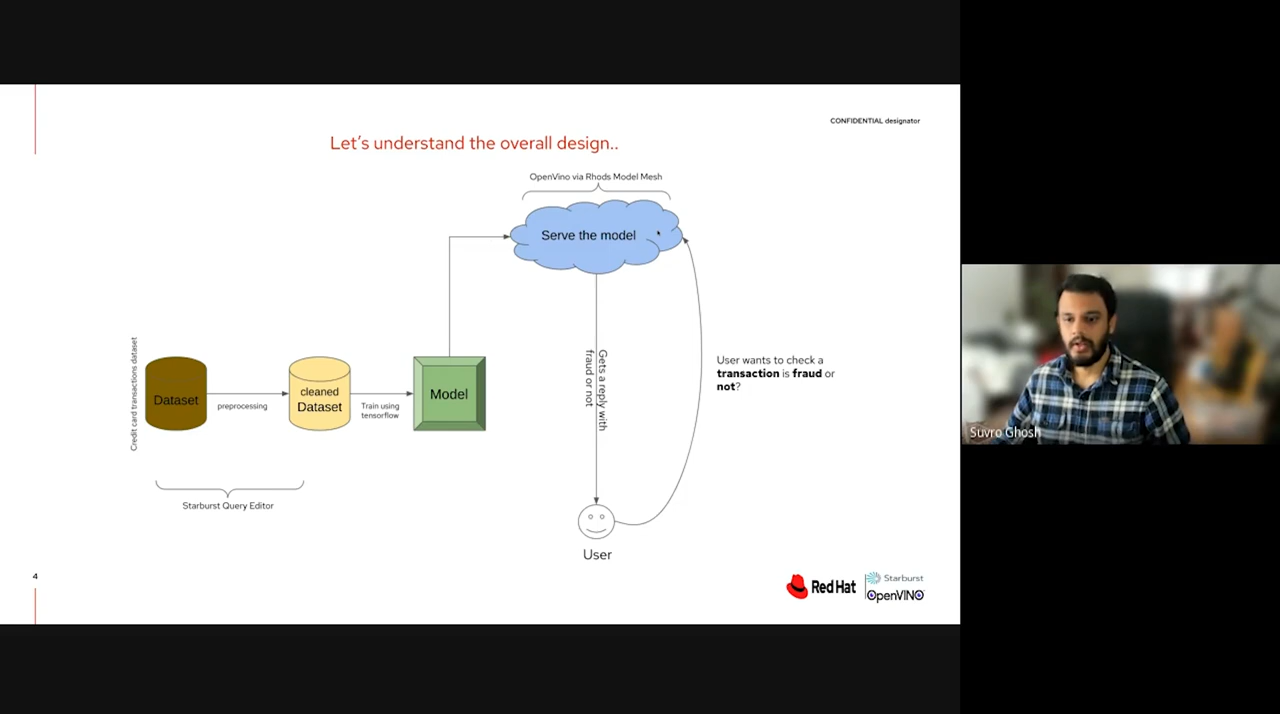 CONFIDENTIAL designator
Let's understand the overall design..
OpenVino via Rhods Model Mesh
Serve the model
Credit card transactions dataset
Dataset
preprocessing
cleaned
Dataset
Train using
tensorflow
Model
Gets a reply with
fraud or not
User wants to check a
transaction is fraud or
not?
Starburst Query Editor
User
4
Red Hat
Starburst
OpenVINO
Suvro Ghosh